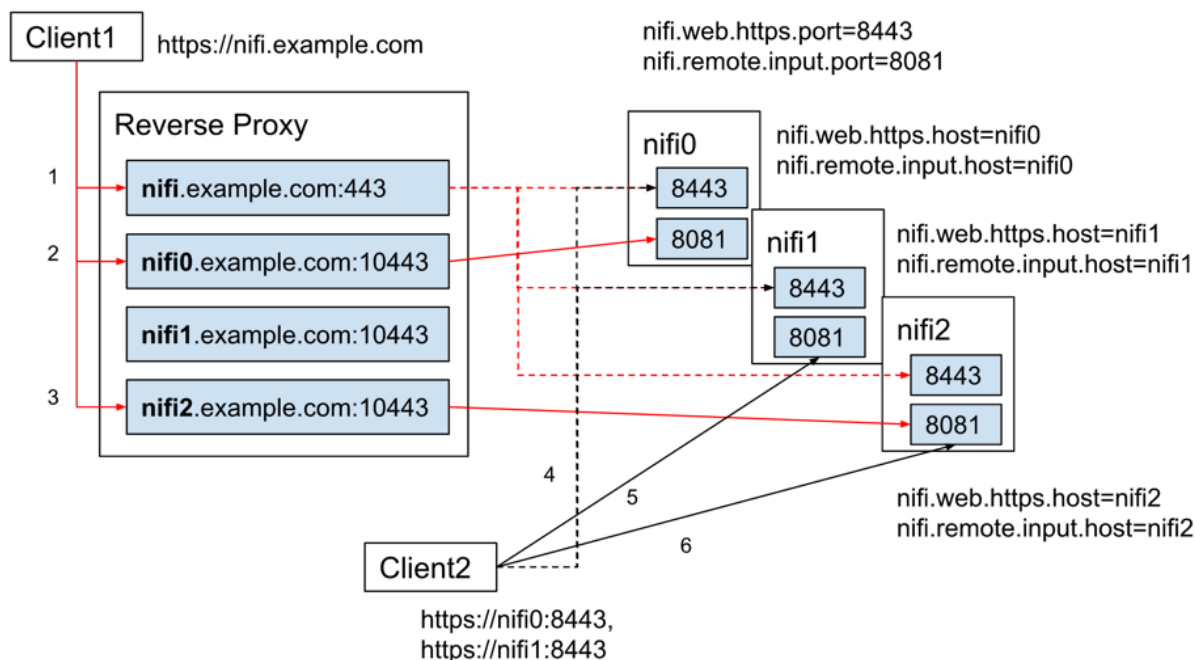 Client1
https://nifi.example.com
nifi.web.https.port=8443
nifi.remote.input.port=8081
Reverse Proxy
1
nifi.example.com:443
2
nifi0.example.com:10443
nifi1.example.com:10443
3
nifi2.example.com:10443
nifi0
8443
8081
nifi.web.https.host=nifi0
nifi.remote.input.host=nifi0
nifi1
8443
8081
nifi.web.https.host=nifi1
nifi.remote.input.host=nifi1
nifi2
8443
8081
nifi.web.https.host=nifi2
nifi.remote.input.host=nifi2
4
5
6
Client2
https://nifi0:8443,
https://nifi1:8443